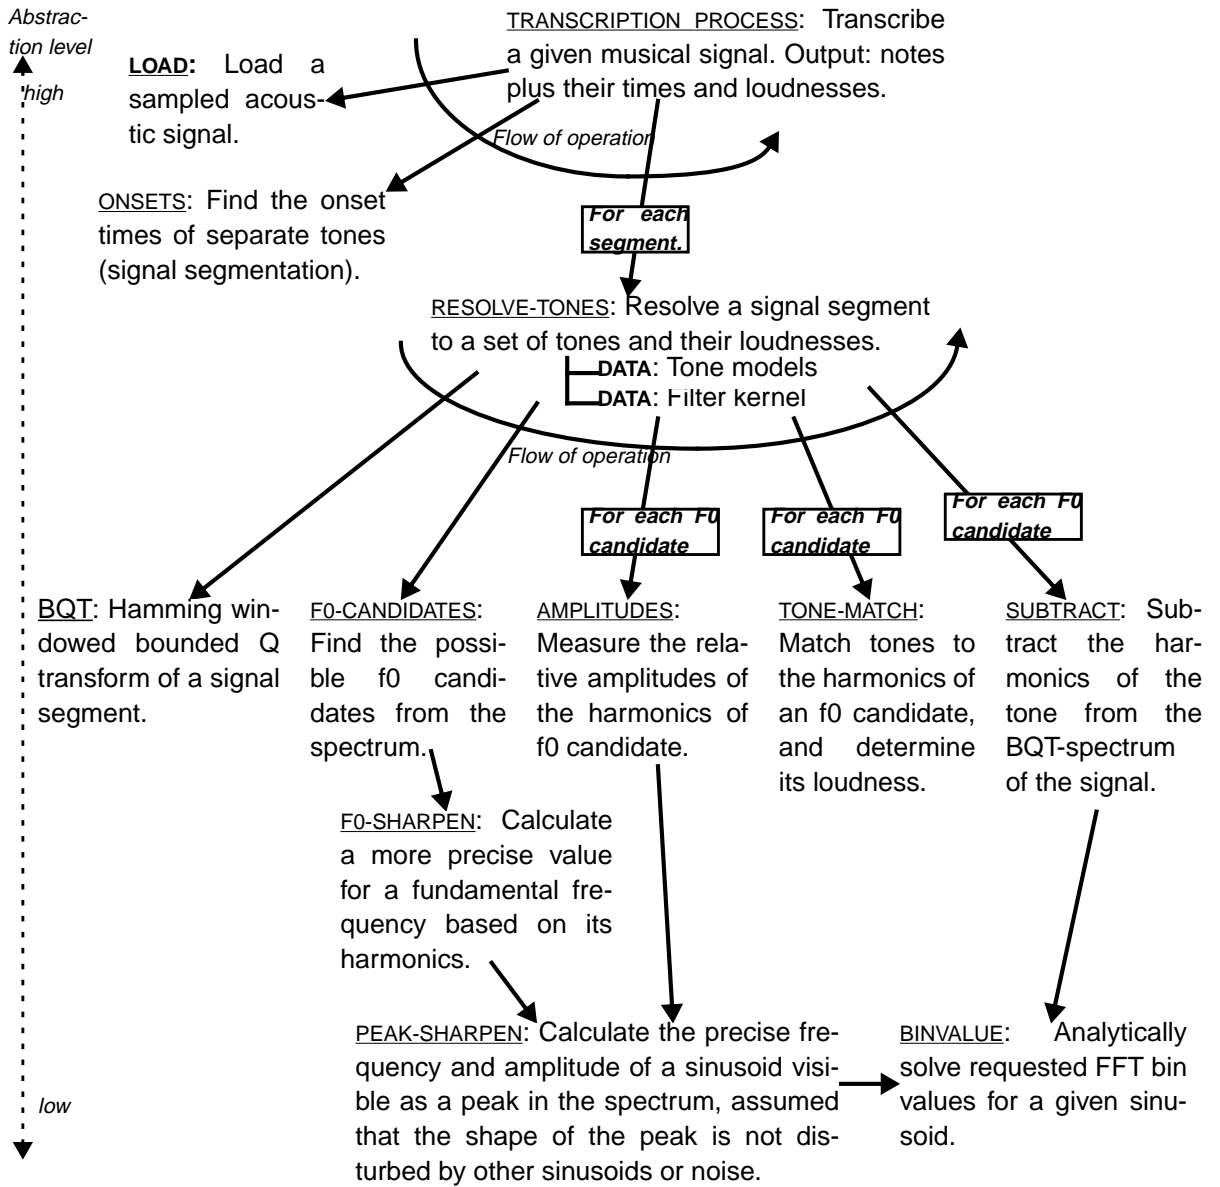 Abstrac-
tion level
high
TRANSCRIPTION PROCESS: Transcribe
a given musical signal. Output: notes
plus their times and loudnesses.
LOAD: Load a
sampled acous-
tic signal.
Flow of operation
ONSETS: Find the onset
times of separate tones
(signal segmentation).
For each
segment.
RESOLVE-TONES: Resolve a signal segment
to a set of tones and their loudnesses.
DATA: Tone models
DATA: Filter kernel
Flow of operation
For each F0
candidate
For each F0
candidate
For each F0
candidate
BQT: Hamming win-
dowed bounded Q
transform of a signal
segment.
F0-CANDIDATES:
Find the possi-
ble f0 candi-
dates from the
spectrum.
AMPLITUDES:
Measure the rela-
tive amplitudes of
the harmonics of
f0 candidate.
TONE-MATCH:
Match tones to
the harmonics of
an f0 candidate,
and determine
its loudness.
SUBTRACT: Sub-
tract the har-
monics of the
tone from the
BQT-spectrum
of the signal.
F0-SHARPEN: Calculate
a more precise value
for a fundamental fre-
quency based on its
harmonics.
PEAK-SHARPEN: Calculate the precise fre-
quency and amplitude of a sinusoid visi-
ble as a peak in the spectrum, assumed
that the shape of the peak is not dis-
turbed by other sinusoids or noise.
BINVALUE: Analytically
solve requested FFT bin
values for a given sinu-
soid.
low